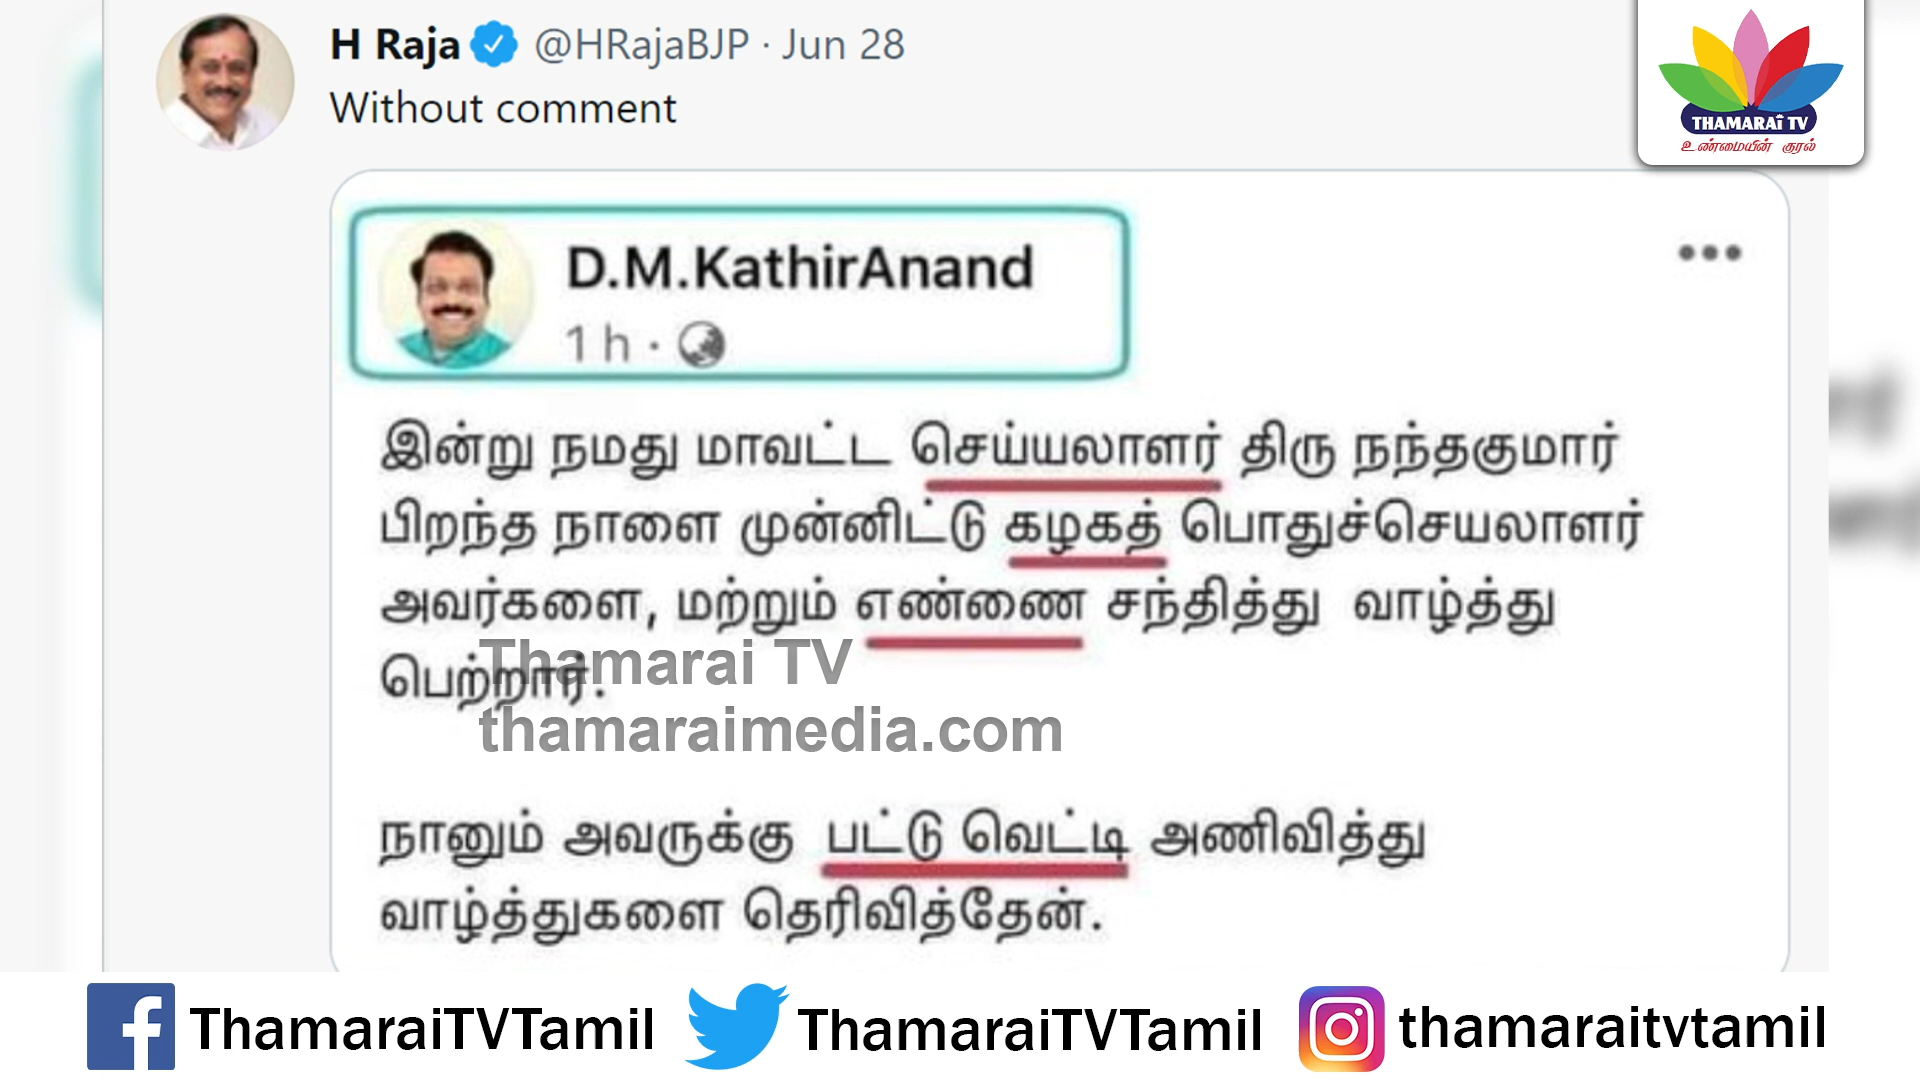 H Raja @HRajaBJP · Jun 28
Without comment
THAMARAI TV
உண்மையின் குரல்
D.M.KathirAnand
1 h ·
இன்று நமது மாவட்ட செய்யலாளர் திரு நந்தகுமார்
பிறந்த நாளை முன்னிட்டு கழகத் பொதுச்செயலாளர்
அவர்களை, மற்றும் எண்ணை சந்தித்து வாழ்த்து
பெற்றார்.
Thamarai TV
thamaraimedia.com
நானும் அவருக்கு பட்டு வெட்டி அணிவித்து
வாழ்த்துகளை தெரிவித்தேன்.
ThamaraiTVTamil ThamaraiTVTamil thamaraitvtamil